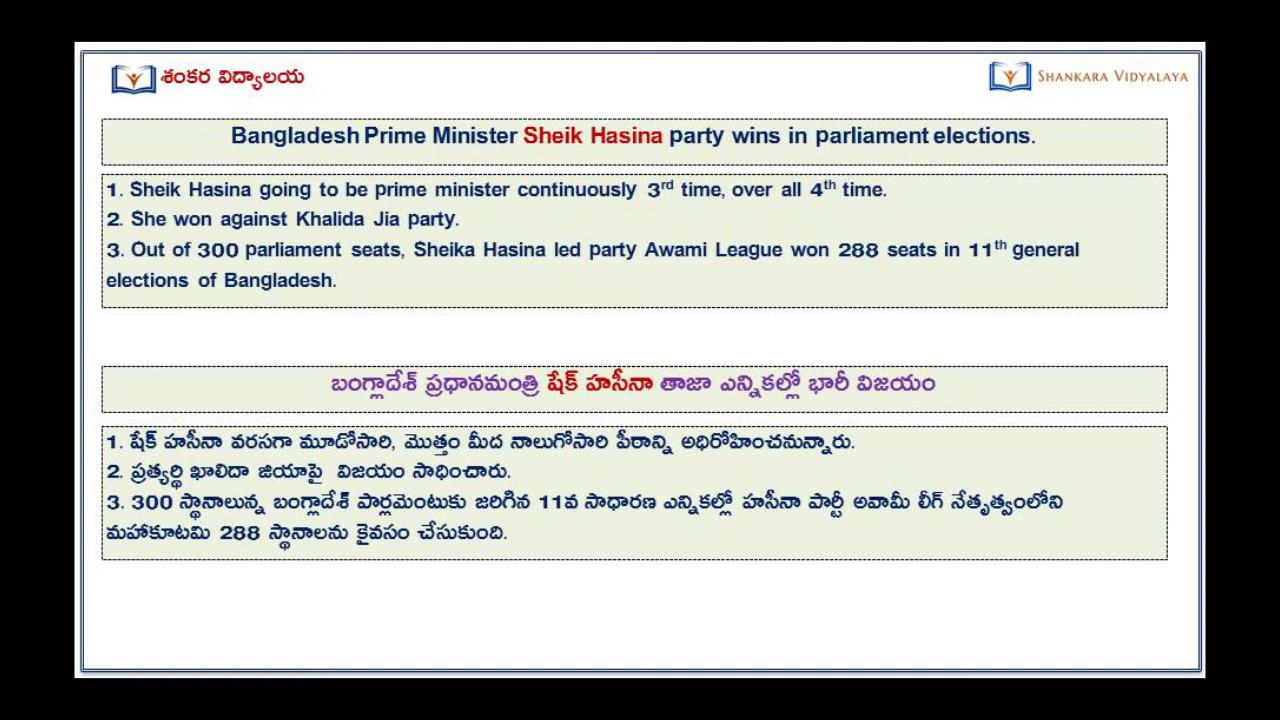 శంకర విద్యాలయ
SHANKARA VIDYALAYA
Bangladesh Prime Minister Sheik Hasina party wins in parliament elections.
1. Sheik Hasina going to be prime minister continuously 3rd time, over all 4th time.
2. She won against Khalida Jia party.
3. Out of 300 parliament seats, Sheika Hasina led party Awami League won 288 seats in 11th general
elections of Bangladesh.
బంగ్లాదేశ్ ప్రధానమంత్రి షేక్ హసీనా తాజా ఎన్నికల్లో భారీ విజయం
1. షేక్ హసీనా వరసగా మూడోసారి, మొత్తం మీద నాలుగోసారి పీఠాన్ని అధిరోహించనున్నారు.
2. ప్రత్యర్థి ఖాలిదా జియాపై విజయం సాధించారు.
3. 300 స్థానాలున్న బంగ్లాదేశ్ పార్లమెంటుకు జరిగిన 11వ సాధారణ ఎన్నికల్లో హసీనా పార్టీ అవామీ లీగ్ నేతృత్వంలోని
మహాకూటమి 288 స్థానాలను కైవసం చేసుకుంది.